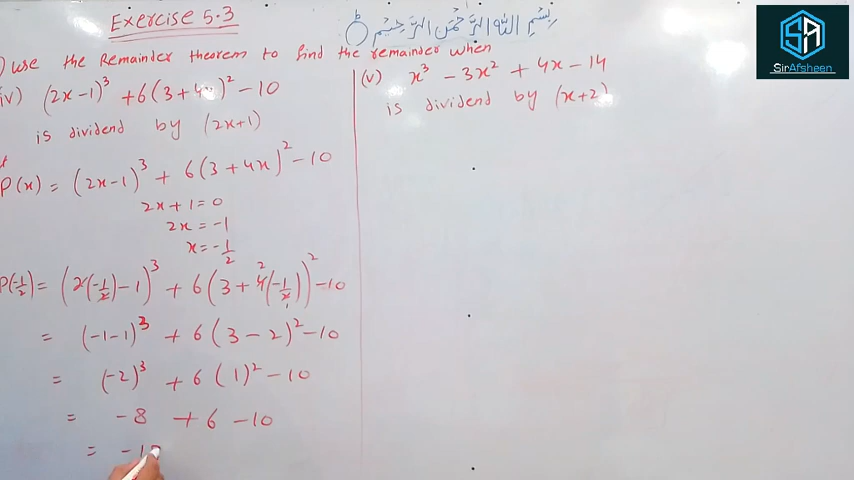 Exercise 5.3
بِسْمِ اللّٰهِ الرَّحْمٰنِ الرَّحِيْمِ
SA
SirAfsheen
) use the Remainder theorem to find the remainder when
iv) (2x-1)³ + 6(3+4x)² - 10
is dividend by (2x+1)
P(x) = (2x-1)³ + 6(3+4x)² - 10
2x+1=0
2x = -1
x = -1/2
P(-1/2) = (2(-1/2)-1)³ + 6(3+4(-1/2))² - 10
= (-1-1)³ + 6(3-2)² - 10
= (-2)³ + 6(1)² - 10
= -8 + 6 - 10
= -1
(v) x³ - 3x² + 4x - 14
is dividend by (x+2)